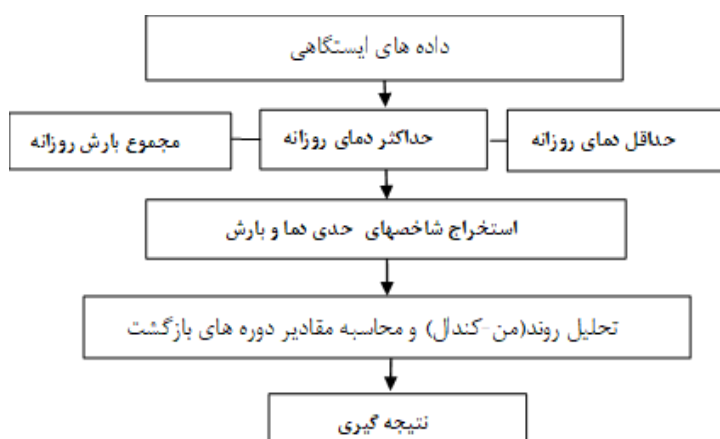 داده های ایستگاهی
حداقل دمای روزانه
حداکثر دمای روزانه
مجموع بارش روزانه
استخراج شاخصهای حدی دما و بارش
تحلیل روند(من-کندال) و محاسبه مقادیر دوره های بازگشت
نتیجه گیری